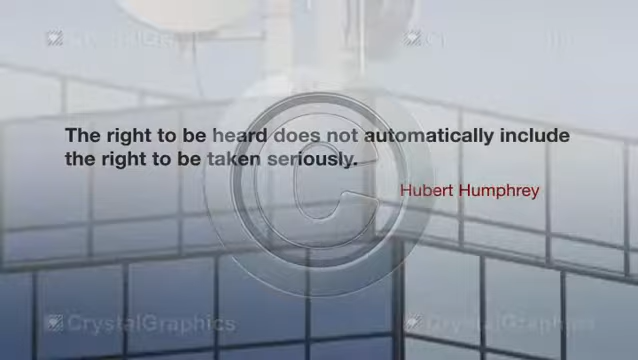 CrystalGraphics
The right to be heard does not automatically include
the right to be taken seriously.
Hubert Humphrey
©
CrystalGraphics
CrystalGraphics